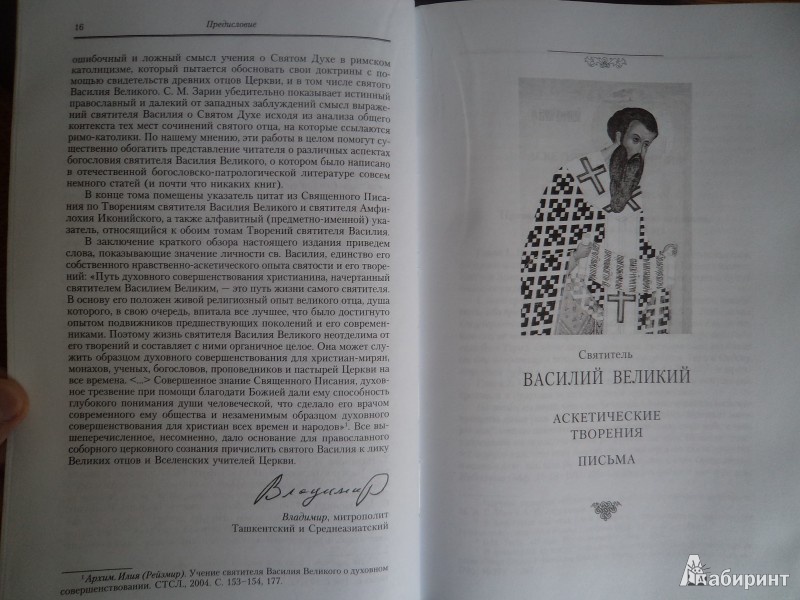 16
Предисловие
ошибочный и ложный смысл учения о Святом Духе в римском
католицизме, который пытается обосновать свои доктрины с по-
мощью свидетельств древних отцов Церкви, и в том числе святого
Василия Великого. С. М. Зарин убедительно показывает истинный
православный и далекий от западных заблуждений смысл выраже-
ний святителя Василия о Святом Духе исходя из анализа общего
контекста тех мест сочинений святого отца, на которые ссылаются
римо-католики. По нашему мнению, эти работы в целом помогут су-
щественно обогатить представление читателя о различных аспектах
богословия святителя Василия Великого, о котором было написано
в отечественной богословско-патрологической литературе совсем
немного статей (и почти что никаких книг).
В конце тома помещены указатель цитат из Священного Писа-
ния по Творениям святителя Василия Великого и святителя Амфи-
лохия Иконийского, а также алфавитный (предметно-именной) ука-
затель, относящийся к обоим томам Творений святителя Василия.
В заключение краткого обзора настоящего издания приведем
слова, показывающие значение личности св. Василия, единство его
собственного нравственно-аскетического опыта святости и его творе-
ний: «Путь духовного совершенствования христианина, начертанный
святителем Василием Великим, — это путь жизни самого святителя.
В основу его положен живой религиозный опыт великого отца, душа
которого, в свою очередь, впитала все лучшее, что было достигнуто
опытом подвижников предшествующих поколений и его современ-
никами. Поэтому жизнь святителя Василия Великого неотделима от
его творений и составляет с ними органичное целое. Она может слу-
жить образцом духовного совершенствования для христиан-мирян,
монахов, ученых, богословов, проповедников и пастырей Церкви на
все времена. <...> Совершенное знание Священного Писания, духов-
ное трезвение при помощи благодати Божией дали ему способность
глубокого понимания души человеческой, что сделало его врачом
современного ему общества и незаменимым образцом духовного
совершенствования для христиан всех времен и народов»¹. Все вы-
шеперечисленное, несомненно, дало основание для православного
соборного церковного сознания причислить святого Василия к лику
Великих отцов и Вселенских учителей Церкви.
Владимир
Владимир, митрополит
Ташкентский и Среднеазиатский
¹ Архим. Илия (Рейзмир). Учение святителя Василия Великого о духовном
совершенствовании. СТСЛ., 2004. С. 153–154, 177.
Святитель
ВАСИЛИЙ ВЕЛИКИЙ
АСКЕТИЧЕСКИЕ
ТВОРЕНИЯ
ПИСЬМА
Лабиринт